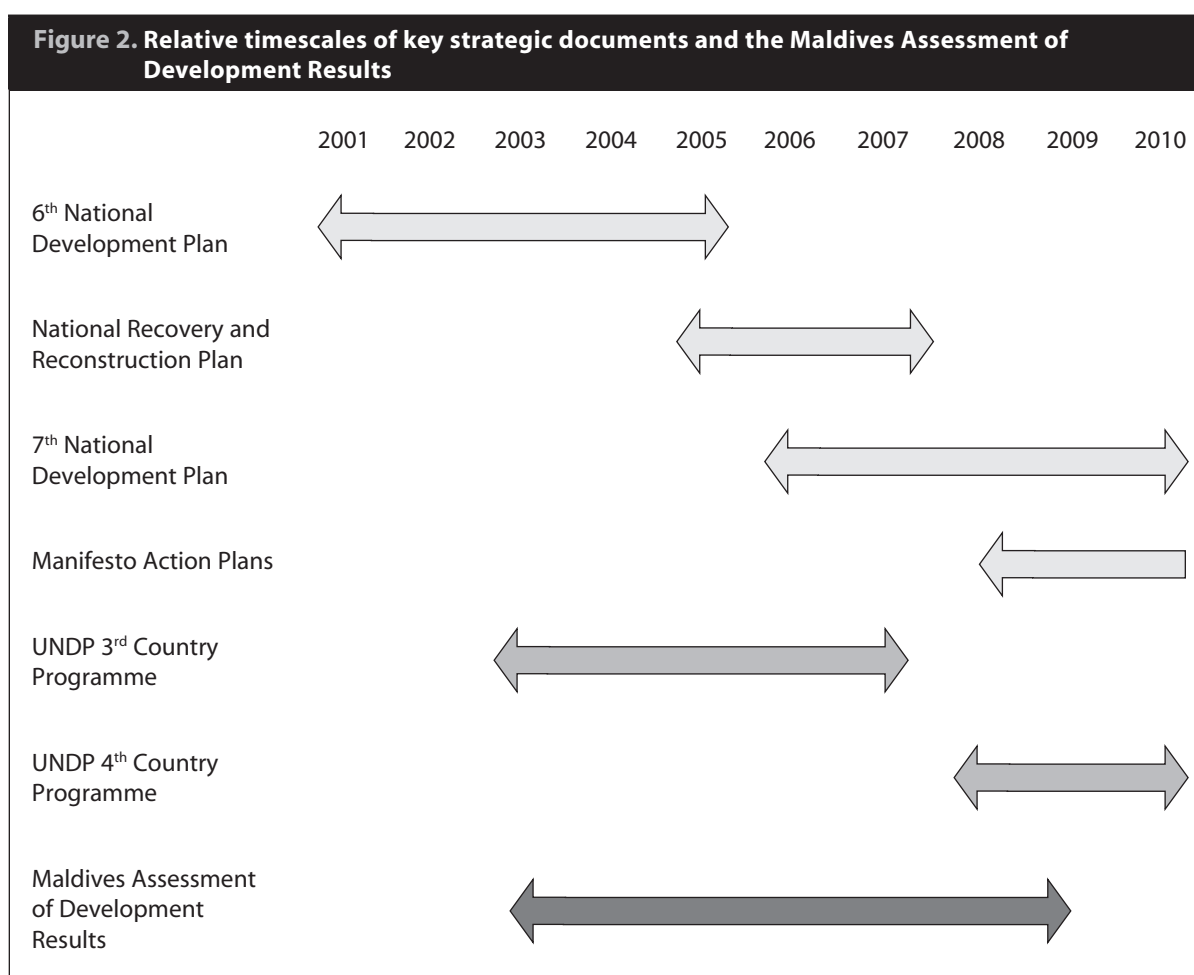 Figure 2. Relative timescales of key strategic documents and the Maldives Assessment of
Development Results
2001 2002 2003 2004 2005 2006 2007 2008 2009 2010
6th National
Development Plan
National Recovery and
Reconstruction Plan
7th National
Development Plan
Manifesto Action Plans
UNDP 3rd Country
Programme
UNDP 4th Country
Programme
Maldives Assessment
of Development
Results